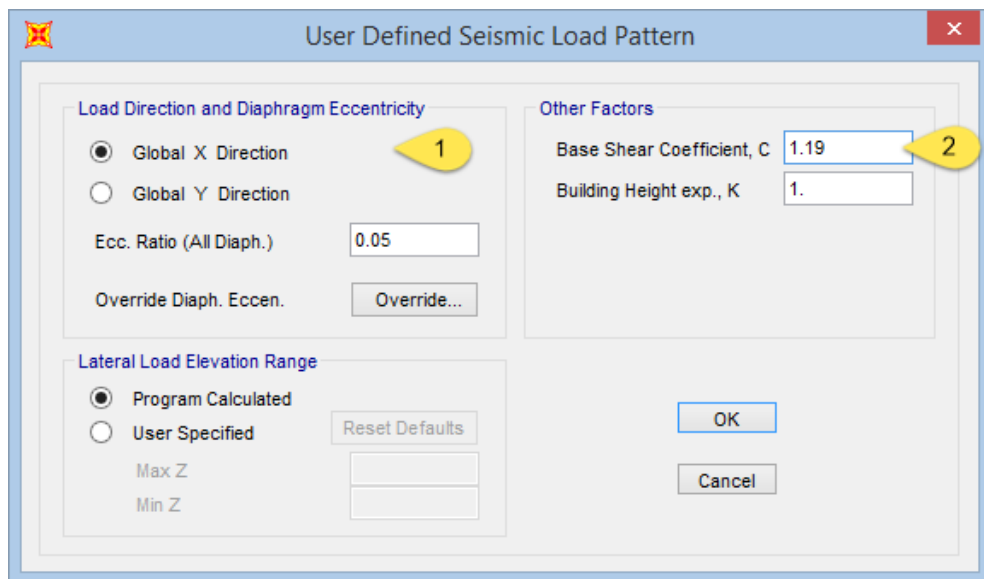 User Defined Seismic Load Pattern
Load Direction and Diaphragm Eccentricity
Global X Direction
1
Global Y Direction
Ecc. Ratio (All Diaph.) 0.05
Override Diaph. Eccen. Override...
Other Factors
Base Shear Coefficient, C 1.19 2
Building Height exp., K 1.
Lateral Load Elevation Range
Program Calculated
User Specified Reset Defaults
Max Z
Min Z
OK
Cancel